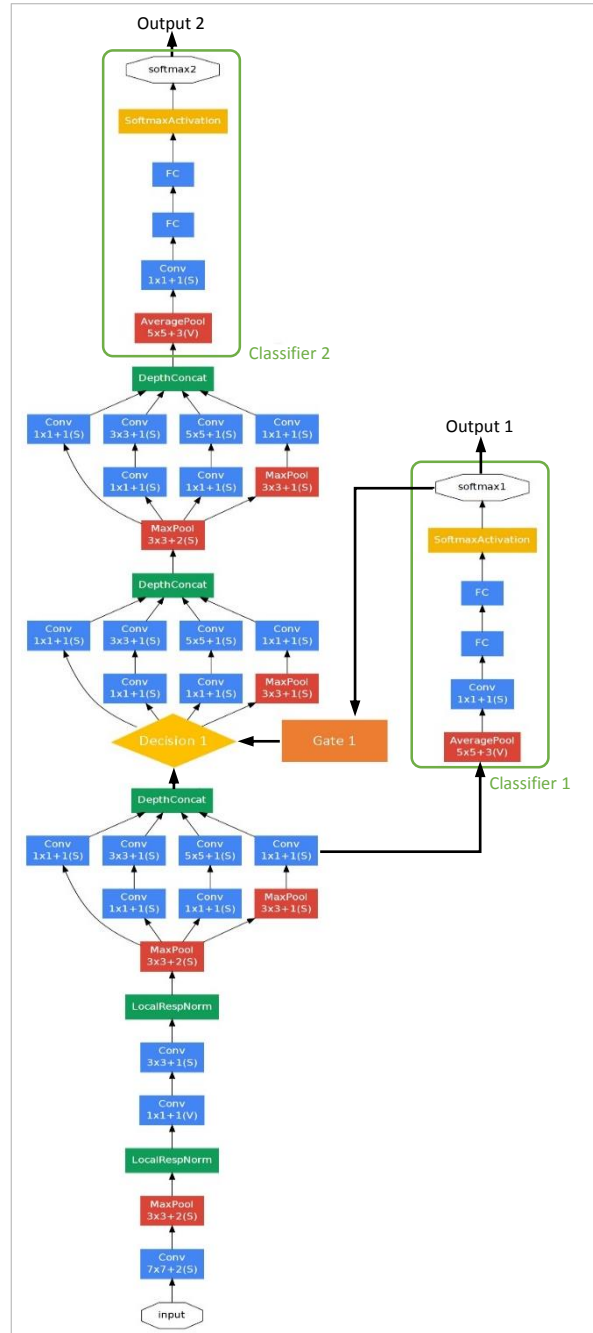 Output 2
softmax2
SoftmaxActivation
FC
FC
Conv
1x1+1(S)
AveragePool
5x5+3(V)
Classifier 2
DepthConcat
Conv
1x1+1(S)
Conv
3x3+1(S)
Conv
5x5+1(S)
Conv
1x1+1(S)
Conv
1x1+1(S)
Conv
1x1+1(S)
MaxPool
3x3+1(S)
MaxPool
3x3+2(S)
DepthConcat
Conv
1x1+1(S)
Conv
3x3+1(S)
Conv
5x5+1(S)
Conv
1x1+1(S)
Conv
1x1+1(S)
Conv
1x1+1(S)
MaxPool
3x3+1(S)
Decision 1
Gate 1
Output 1
softmax1
SoftmaxActivation
FC
FC
Conv
1x1+1(S)
AveragePool
5x5+3(V)
Classifier 1
DepthConcat
Conv
1x1+1(S)
Conv
3x3+1(S)
Conv
5x5+1(S)
Conv
1x1+1(S)
Conv
1x1+1(S)
Conv
1x1+1(S)
MaxPool
3x3+1(S)
MaxPool
3x3+2(S)
LocalRespNorm
Conv
3x3+1(S)
Conv
1x1+1(V)
LocalRespNorm
MaxPool
3x3+2(S)
Conv
7x7+2(S)
input